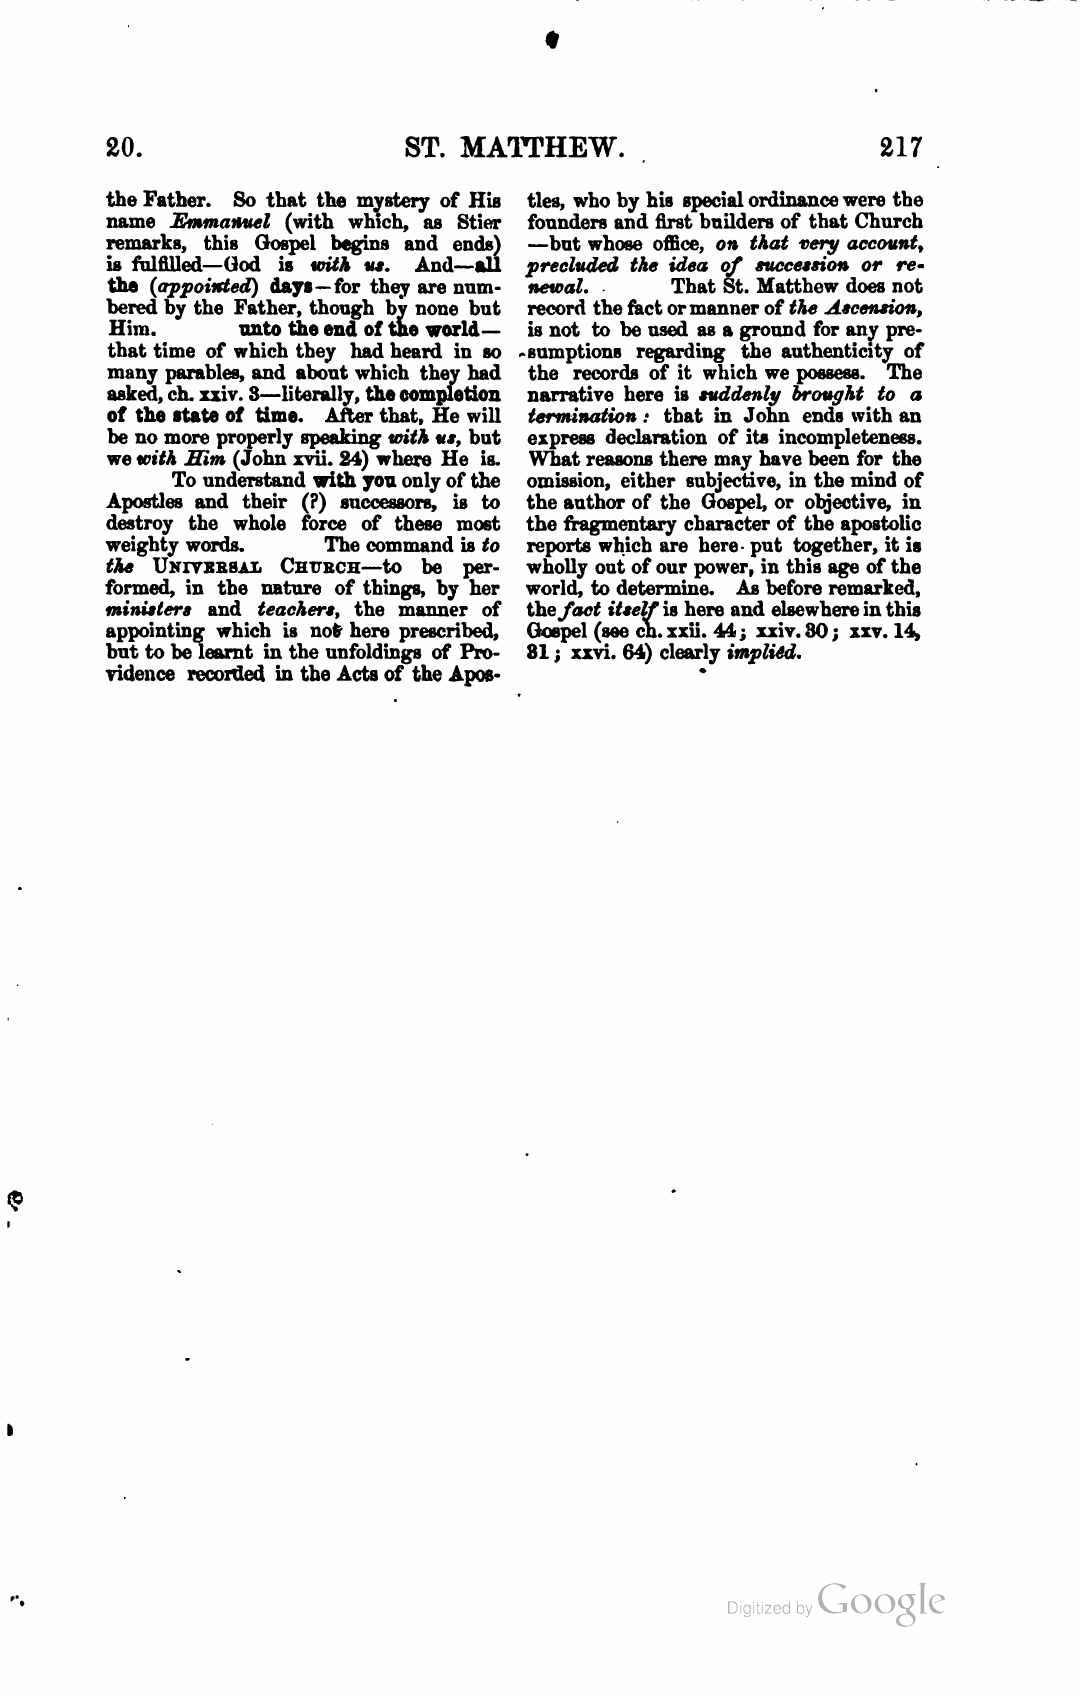 20. ST. MATTHEW. 217
the Father. So that the mystery of His
name Emmanuel (with which, as Stier
remarks, this Gospel begins and ends)
is fulfilled—God is with us. And—all
the (appointed) days—for they are num-
bered by the Father, though by none but
Him. unto the end of the world—
that time of which they had heard in so
many parables, and about which they had
asked, ch. xxiv. 3—literally, the completion
of the state of time. After that, He will
be no more properly speaking with us, but
we with Him (John xvii. 24) where He is.
To understand with you only of the
Apostles and their (?) successors, is to
destroy the whole force of these most
weighty words. The command is to
the UNIVERSAL CHURCH—to be per-
formed, in the nature of things, by her
ministers and teachers, the manner of
appointing which is not here prescribed,
but to be learnt in the unfoldings of Pro-
vidence recorded in the Acts of the Apos-
tles, who by his special ordinance were the
founders and first builders of that Church
—but whose office, on that very account,
precluded the idea of succession or re-
newal. That St. Matthew does not
record the fact or manner of the Ascension,
is not to be used as a ground for any pre-
sumptions regarding the authenticity of
the records of it which we possess. The
narrative here is suddenly brought to a
termination: that in John ends with an
express declaration of its incompleteness.
What reasons there may have been for the
omission, either subjective, in the mind of
the author of the Gospel, or objective, in
the fragmentary character of the apostolic
reports which are here put together, it is
wholly out of our power, in this age of the
world, to determine. As before remarked,
the fact itself is here and elsewhere in this
Gospel (see ch. xxii. 44; xxiv. 30; xxv. 14,
31; xxvi. 64) clearly implied.
Digitized by Google